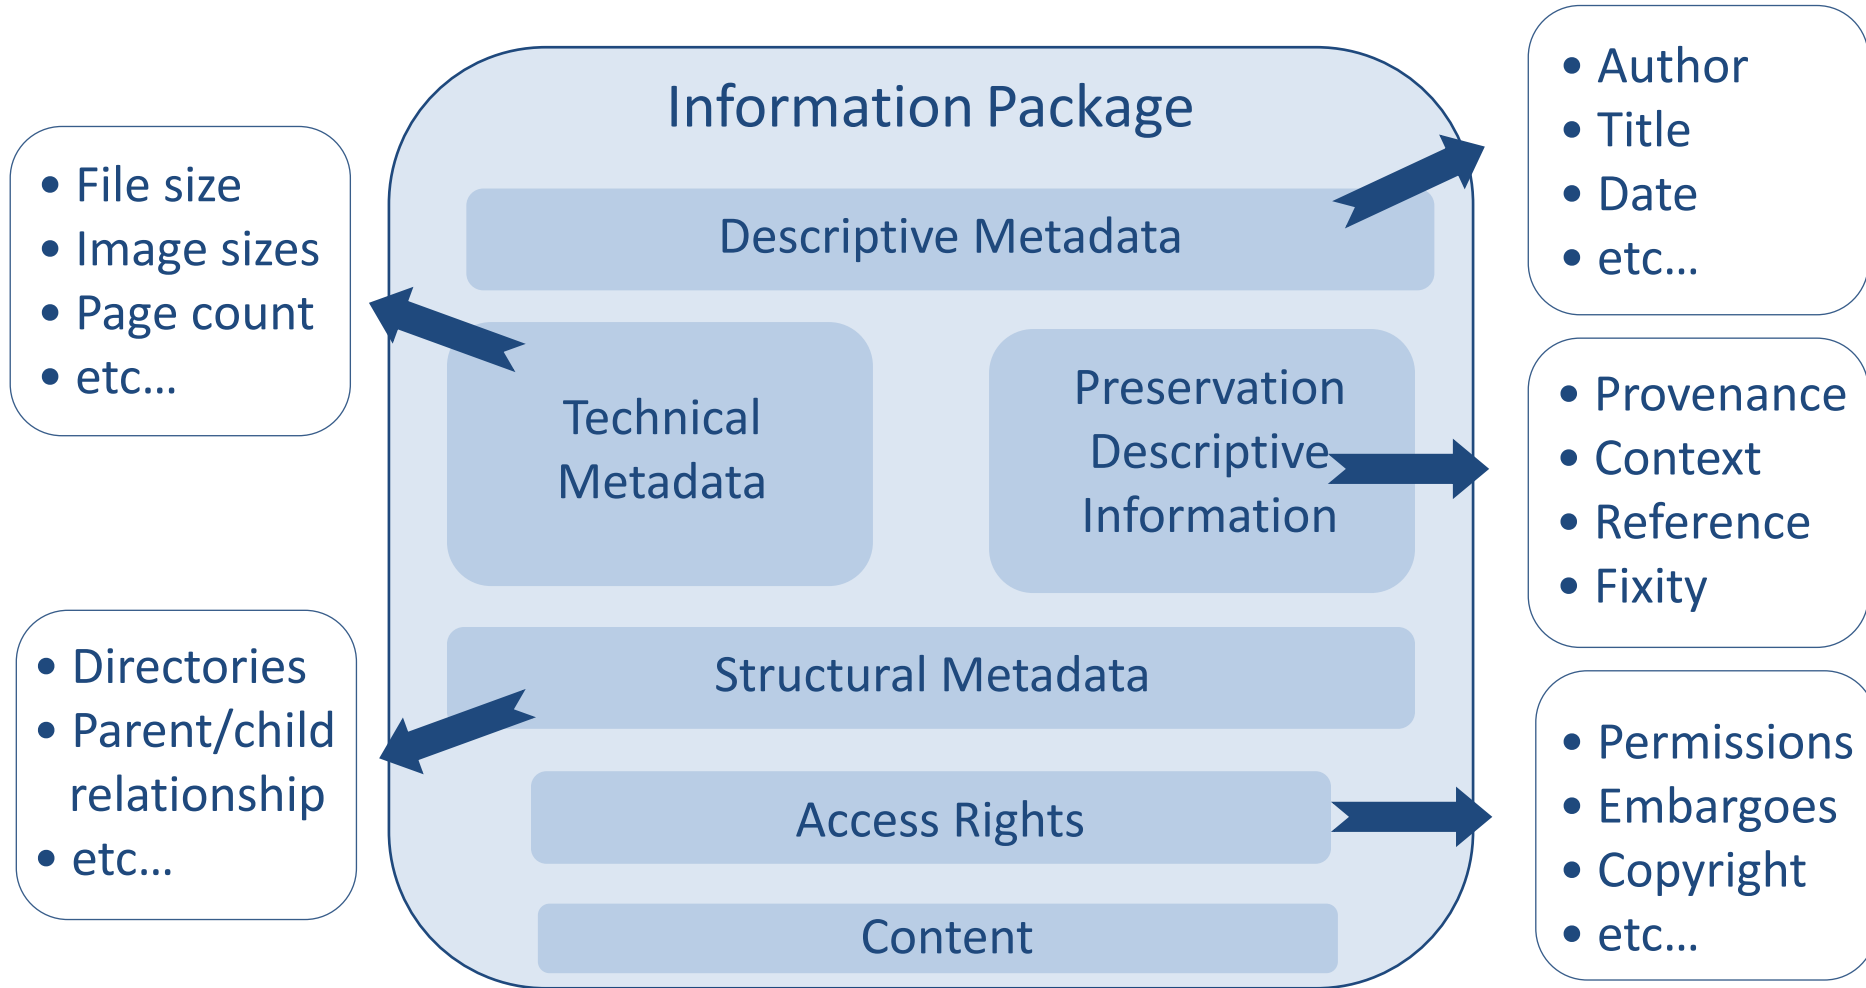 Information Package
Descriptive Metadata
• Author
• Title
• Date
• etc...
• File size
• Image sizes
• Page count
• etc...
Technical
Metadata
Preservation
Descriptive
Information
• Provenance
• Context
• Reference
• Fixity
Structural Metadata
• Directories
• Parent/child
relationship
• etc...
Access Rights
• Permissions
• Embargoes
• Copyright
• etc...
Content